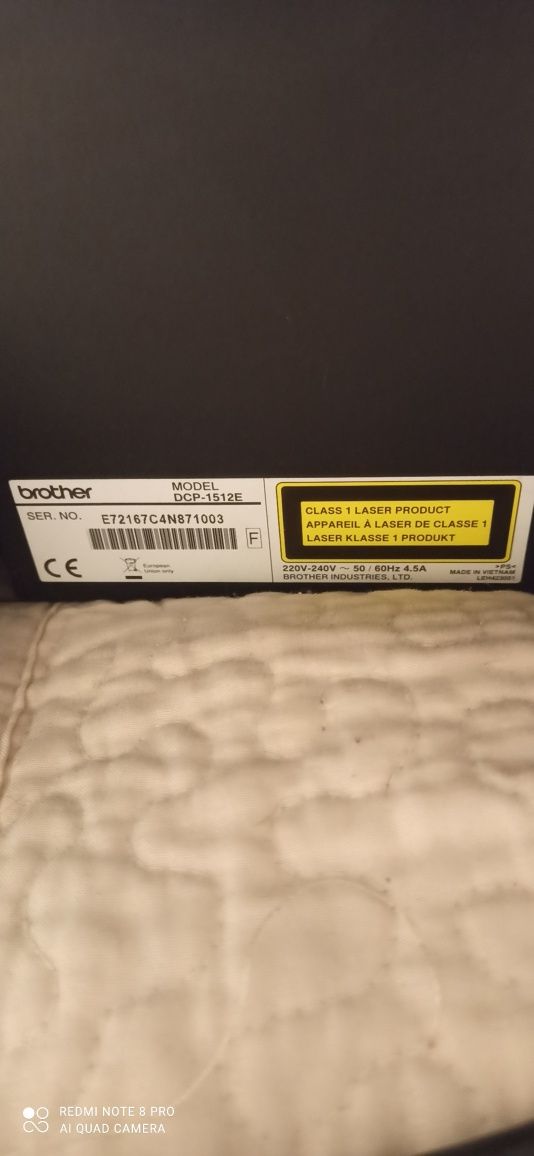 brother
MODEL
DCP-1512E
SER. NO. E72167C4N871003
F
CE
European
Union only
CLASS 1 LASER PRODUCT
APPAREIL À LASER DE CLASSE 1
LASER KLASSE 1 PRODUKT
220V-240V ~ 50 / 60Hz 4.5A
BROTHER INDUSTRIES, LTD.
>PS<
MADE IN VIETNAM
REDMI NOTE 8 PRO
AI QUAD CAMERA